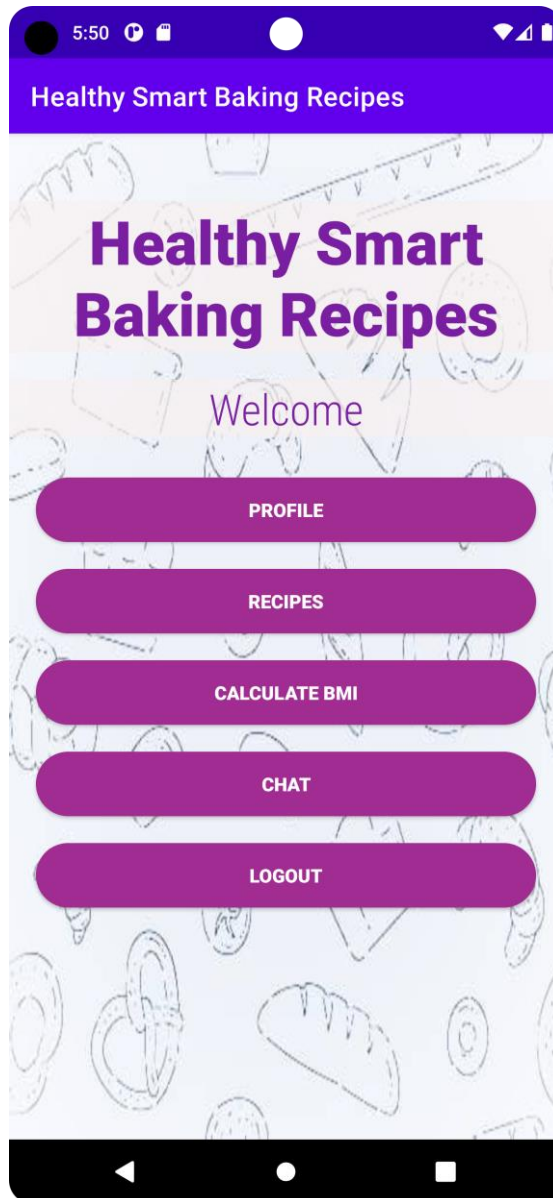 5:50
Healthy Smart Baking Recipes
Healthy Smart
Baking Recipes
Welcome
PROFILE
RECIPES
CALCULATE BMI
CHAT
LOGOUT